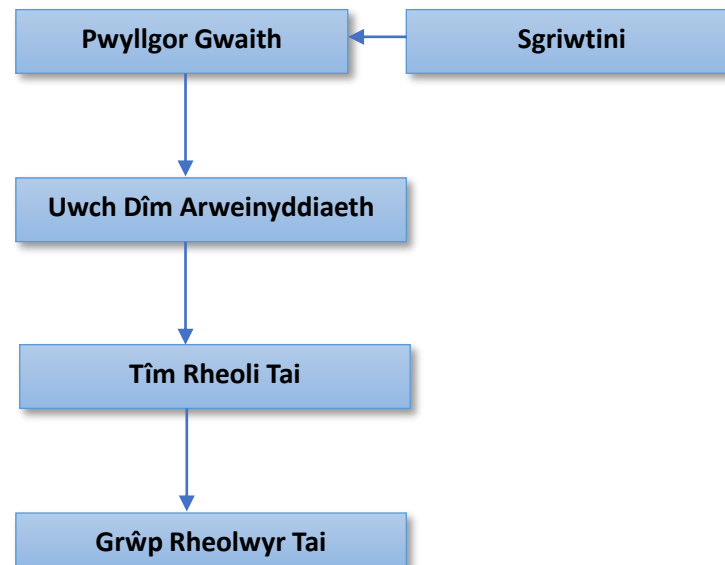 Pwyllgor Gwaith
Sgriwtini
Uwch Dîm Arweinyddiaeth
Tîm Rheoli Tai
Grŵp Rheolwyr Tai